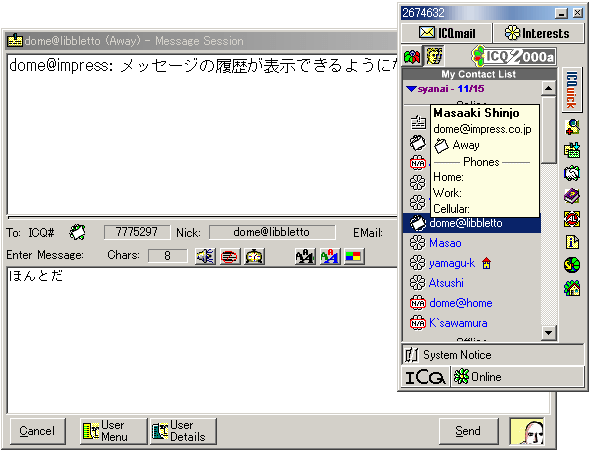 dome@libbletto (Away) - Message Session
dome@impress: メッセージの履歴が表示できるように
To: ICQ# 7775297 Nick: dome@libbletto EMail:
Enter Message: Chars: 8
ほんとだ
Cancel
User Menu
User Details
Send
2674632
ICQmail
Interests
ICQ 2000a
My Contact List
ICQuick
syanai - 11/15
Masaaki Shinjo
dome@impress.co.jp
Away
Phones
Home:
Work:
Cellular:
dome@libbletto
Masao
yamagu-k
Atsushi
dome@home
K`sawamura
System Notice
ICQ
Online